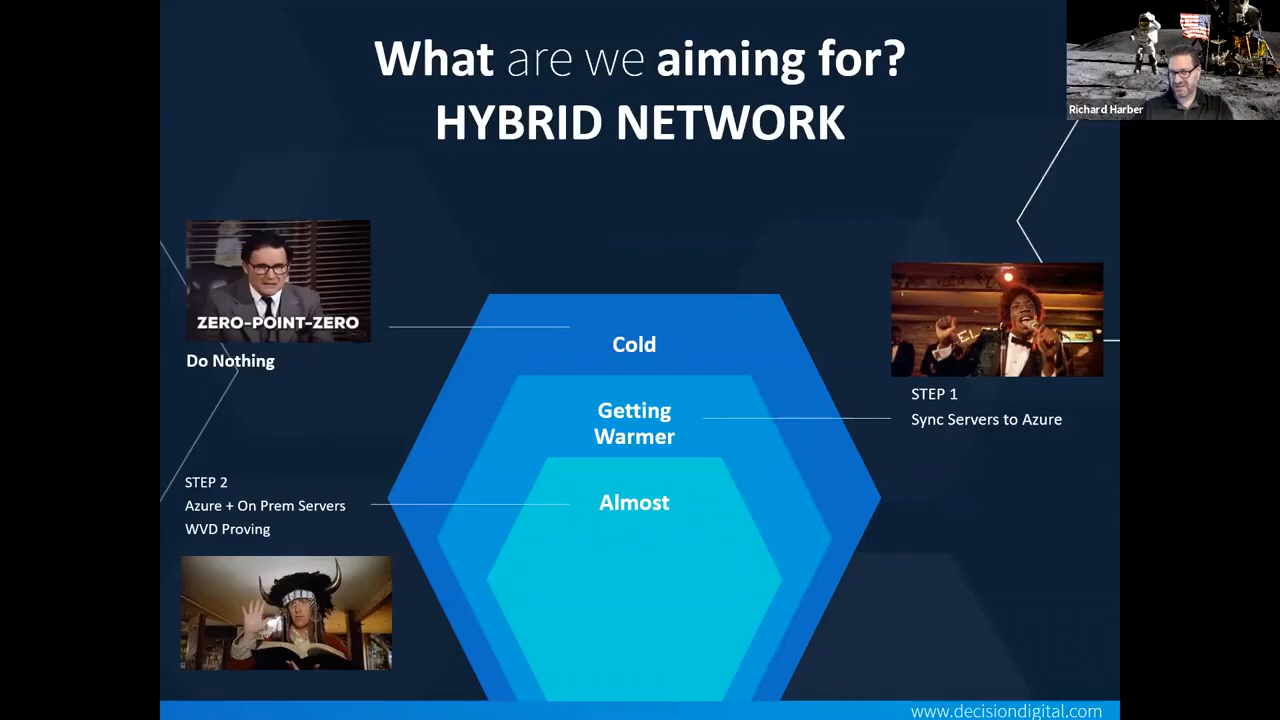 What are we aiming for?
HYBRID NETWORK
Richard Harber
ZERO-POINT-ZERO
Do Nothing
Cold
Getting
Warmer
STEP 1
Sync Servers to Azure
STEP 2
Azure + On Prem Servers
WVD Proving
Almost
www.decisiondigital.com